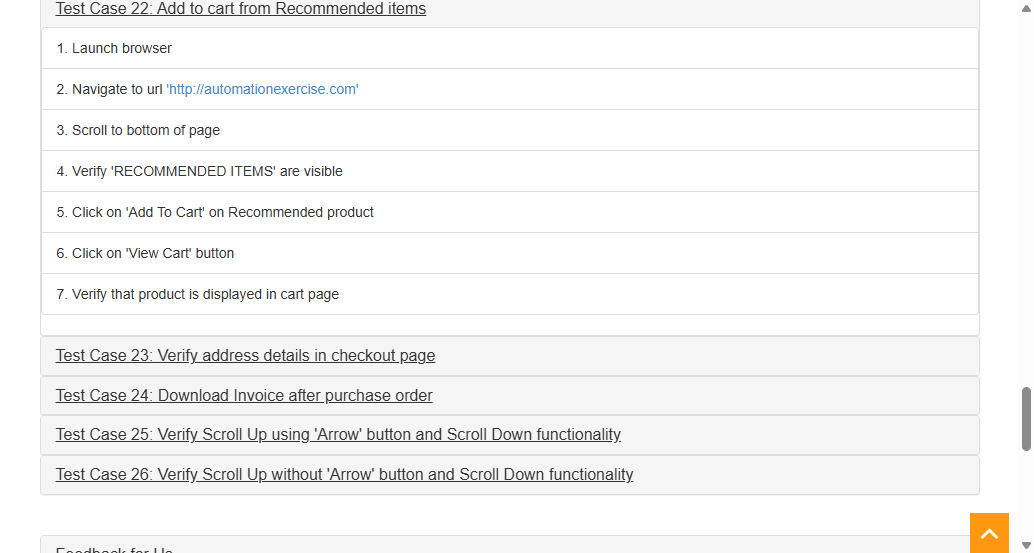 Test Case 22: Add to cart from Recommended items
1. Launch browser
2. Navigate to url 'http://automationexercise.com'
3. Scroll to bottom of page
4. Verify 'RECOMMENDED ITEMS' are visible
5. Click on 'Add To Cart' on Recommended product
6. Click on 'View Cart' button
7. Verify that product is displayed in cart page
Test Case 23: Verify address details in checkout page
Test Case 24: Download Invoice after purchase order
Test Case 25: Verify Scroll Up using 'Arrow' button and Scroll Down functionality
Test Case 26: Verify Scroll Up without 'Arrow' button and Scroll Down functionality
Feedback for Us